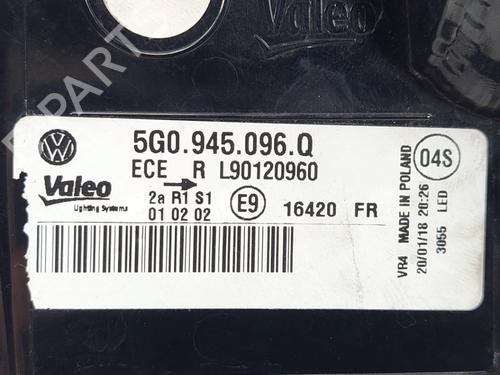 Valeo
5G0.945.096.Q
ECE R L90120960
Valeo
Lighting Systems
2a R1 S1
01 02 02
E9
16420 FR
04S
VR4 MADE IN POLAND
20/01/18 20:26
3055 LED